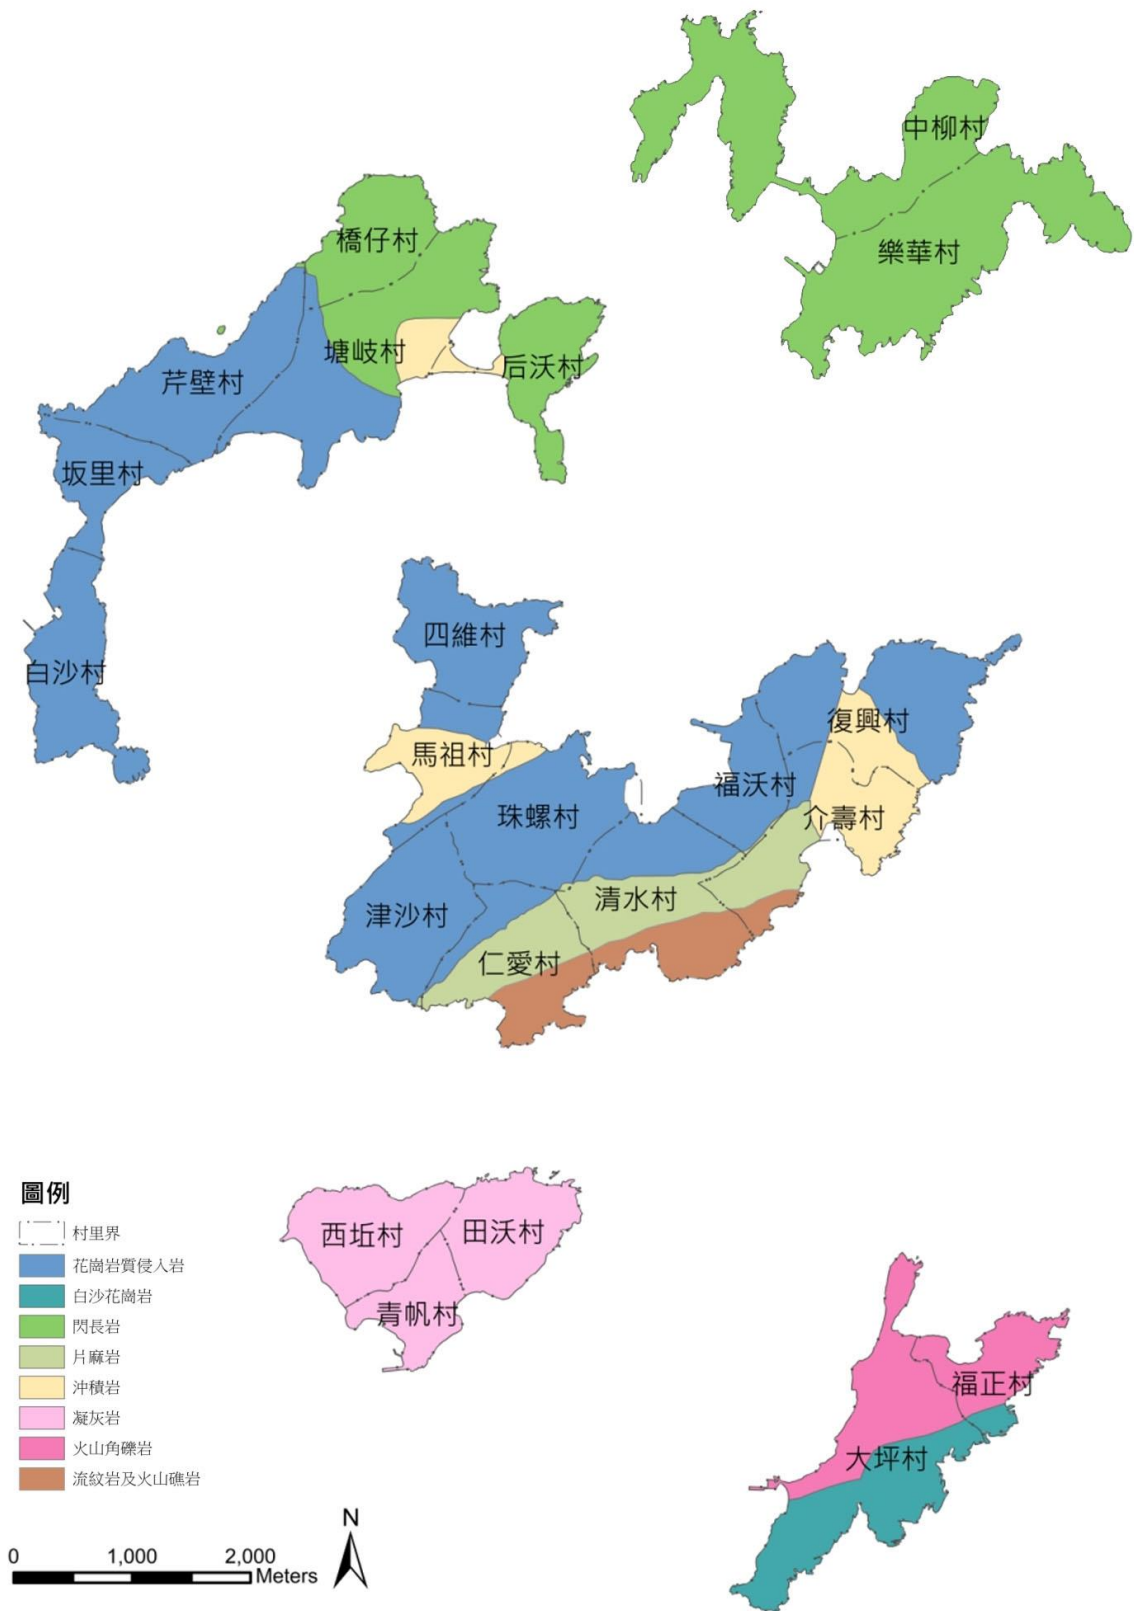 中柳村
樂華村
橋仔村
塘岐村
后沃村
芹壁村
坂里村
白沙村
四維村
馬祖村
復興村
福沃村
介壽村
珠螺村
津沙村
清水村
仁愛村
西坵村
田沃村
青帆村
福正村
大坪村
圖例
村里界
花崗岩質侵入岩
白沙花崗岩
閃長岩
片麻岩
沖積岩
凝灰岩
火山角礫岩
流紋岩及火山礁岩
0 1,000 2,000
Meters
N